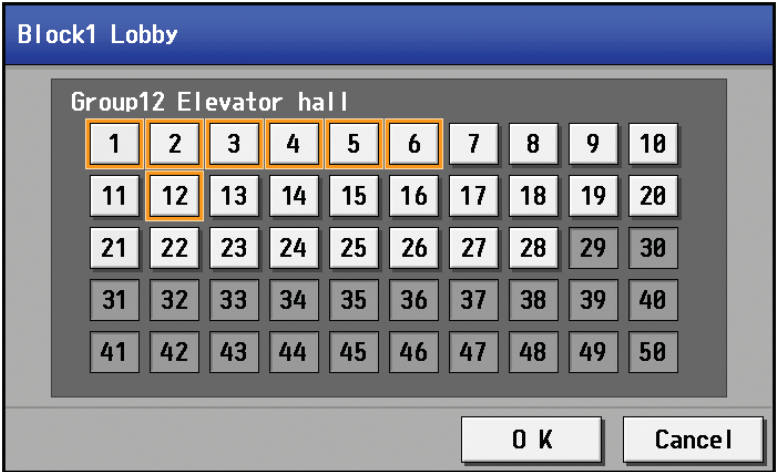 Block1 Lobby
Group12 Elevator hall
1 2 3 4 5 6 7 8 9 10
11 12 13 14 15 16 17 18 19 20
21 22 23 24 25 26 27 28 29 30
31 32 33 34 35 36 37 38 39 40
41 42 43 44 45 46 47 48 49 50
OK Cancel